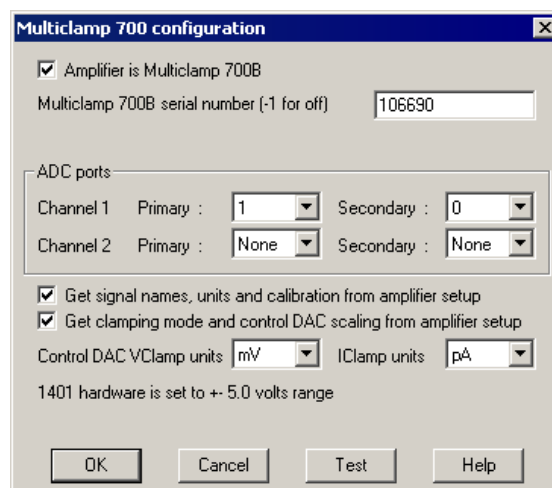 Multiclamp 700 configuration
Amplifier is Multiclamp 700B
Multiclamp 700B serial number (-1 for off) 106690
ADC ports
Channel 1 Primary : 1 Secondary : 0
Channel 2 Primary : None Secondary : None
Get signal names, units and calibration from amplifier setup
Get clamping mode and control DAC scaling from amplifier setup
Control DAC VClamp units mV IClamp units pA
1401 hardware is set to +- 5.0 volts range
OK Cancel Test Help